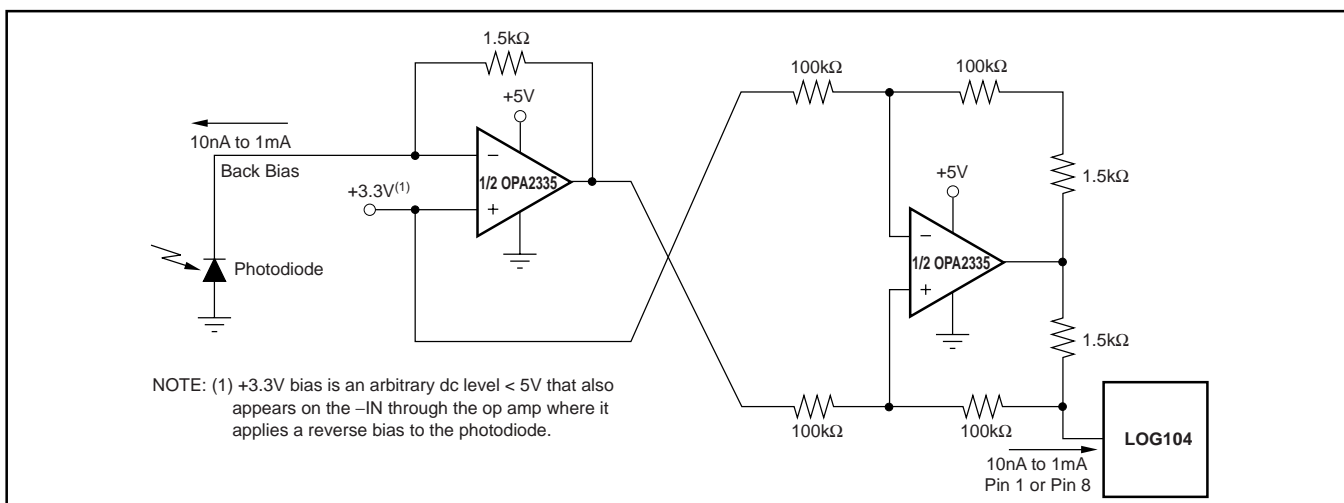 1.5kΩ
+5V
10nA to 1mA
Back Bias
−
1/2 OPA2335
+
+3.3V(1)
Photodiode
100kΩ
100kΩ
1.5kΩ
+5V
−
1/2 OPA2335
+
1.5kΩ
100kΩ
100kΩ
10nA to 1mA
Pin 1 or Pin 8
LOG104
NOTE: (1) +3.3V bias is an arbitrary dc level < 5V that also
appears on the −IN through the op amp where it
applies a reverse bias to the photodiode.